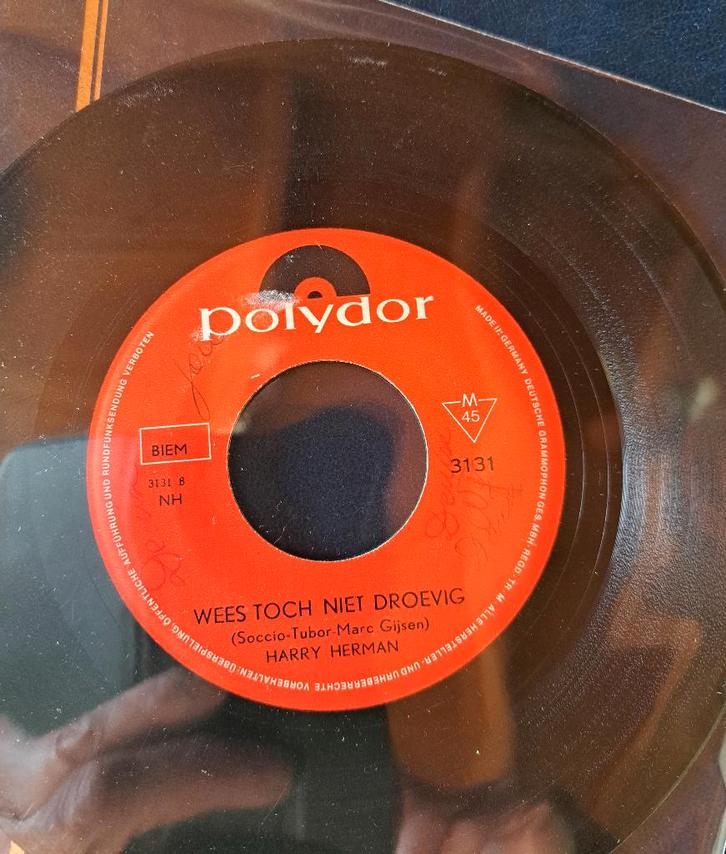 polydor
BIEM
3131 B
NH
M
45
3131
WEES TOCH NIET DROEVIG
(Soccio-Tubor-Marc Gijsen)
HARRY HERMAN
MADE IN GERMANY DEUTSCHE GRAMMOPHON GES. MBH. REGD. TR. M. ALLE HERSTELLER- UND URHEBERRECHTE VORBEHALTEN: ÜBERSPIELUNG, ÖFFENTLICHE AUFFÜHRUNG UND RUNDFUNKSENDUNG VERBOTEN